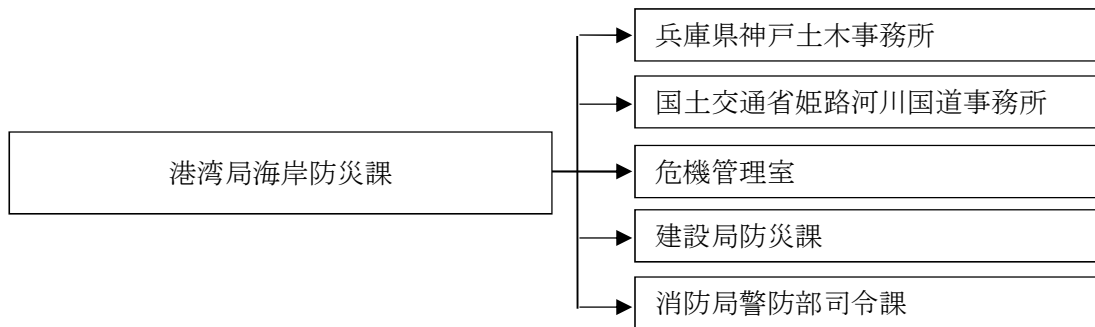 兵庫県神戸土木事務所
国土交通省姫路河川国道事務所
港湾局海岸防災課
危機管理室
建設局防災課
消防局警防部司令課